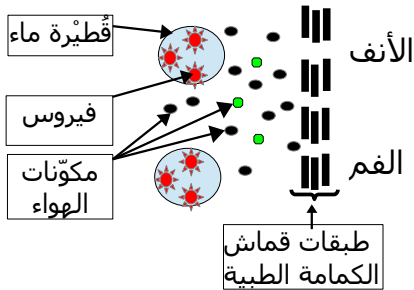 قُطيْرة ماء
فيروس
مكوّنات
الهواء
الأنف
الفم
طبقات قماش
الكمامة الطبية